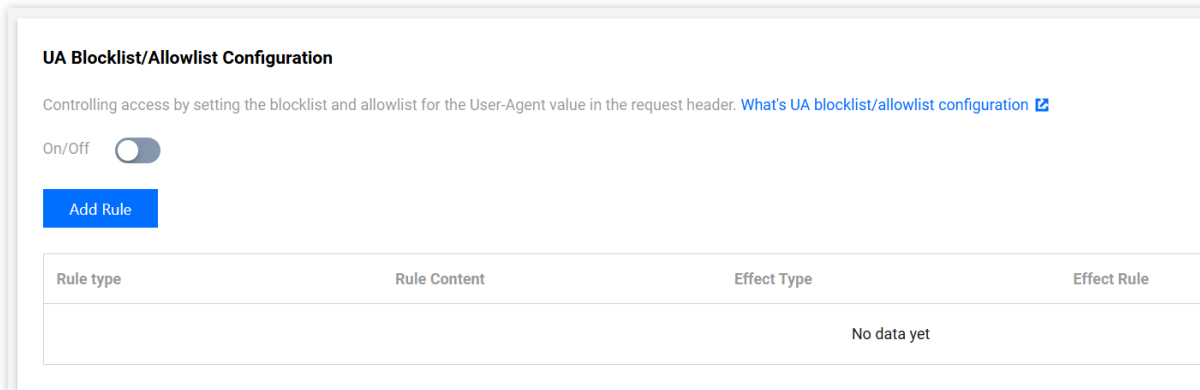 UA Blocklist/Allowlist Configuration
Controlling access by setting the blocklist and allowlist for the User-Agent value in the request header. What's UA blocklist/allowlist configuration
On/Off
Add Rule
Rule type Rule Content Effect Type Effect Rule
No data yet